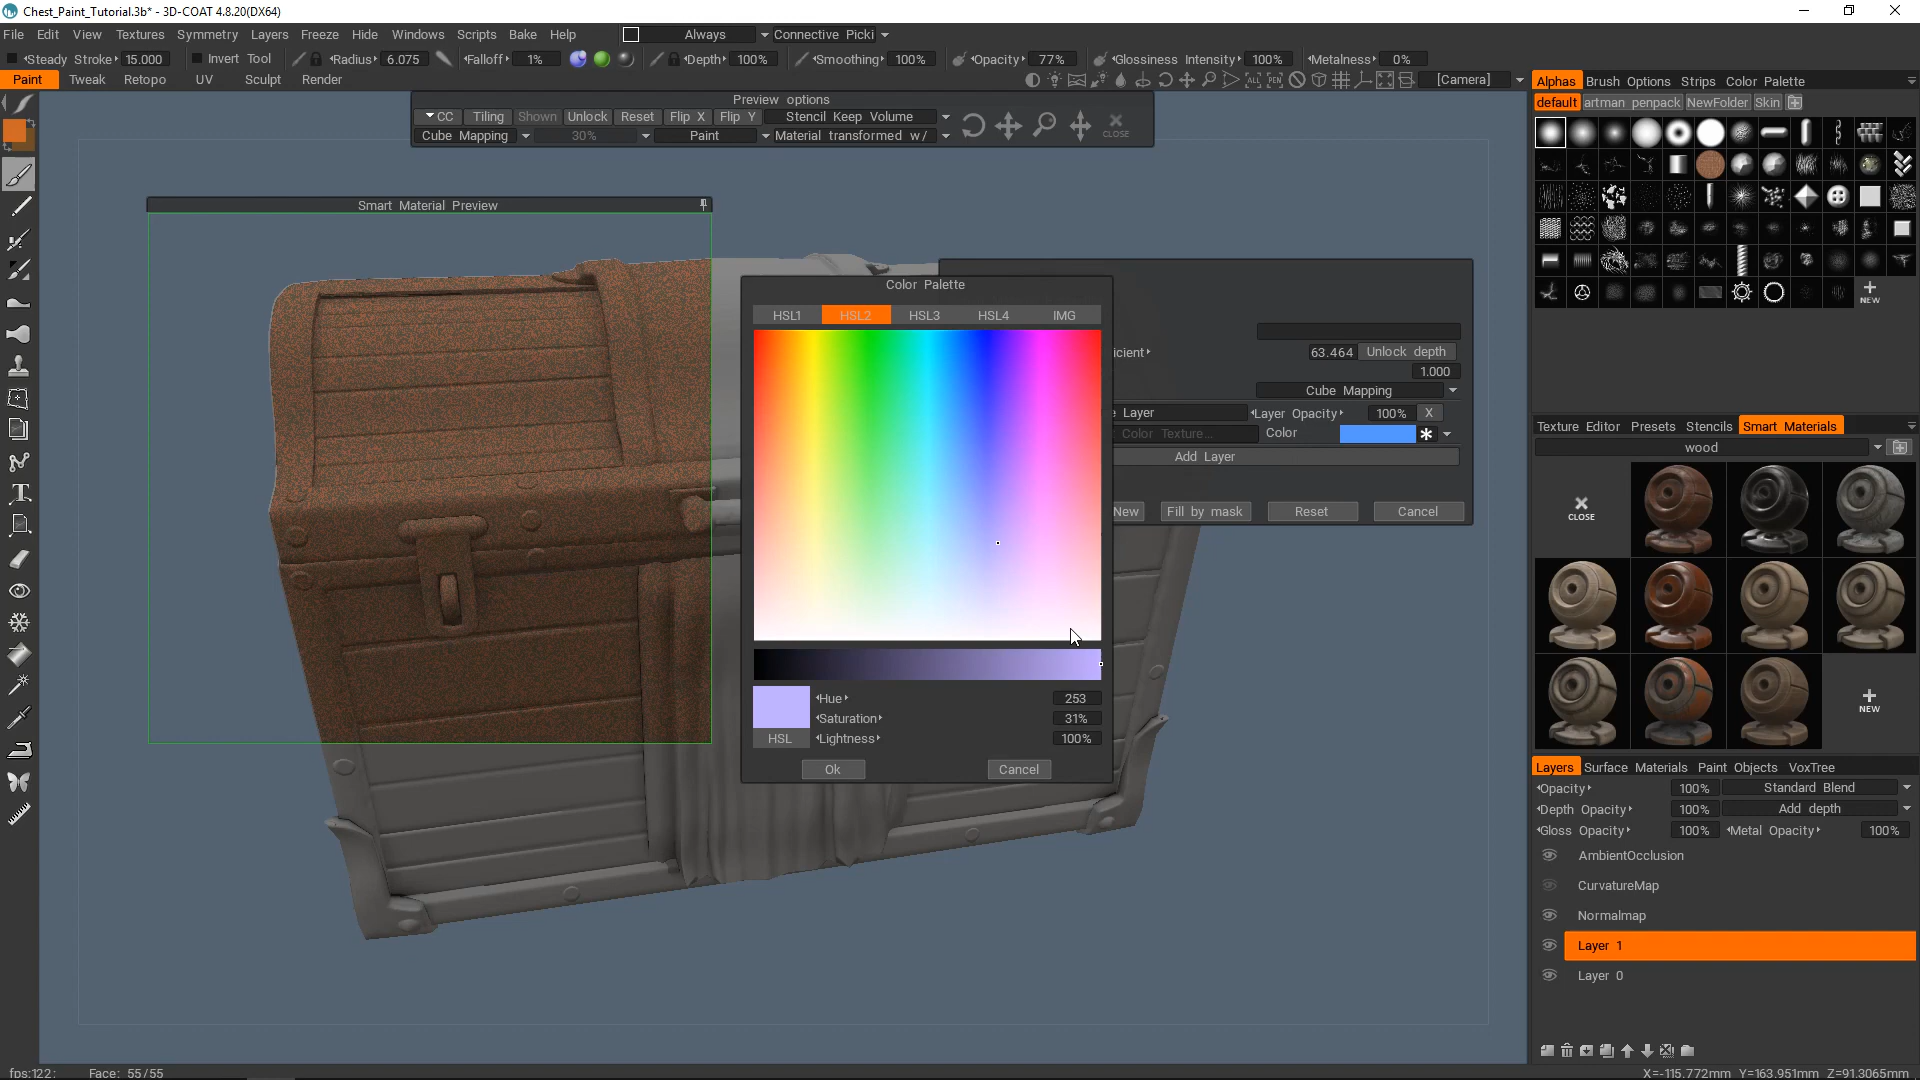 Chest_Paint_Tutorial.3b* - 3D-COAT 4.8.20(DX64)
File Edit View Textures Symmetry Layers Freeze Hide Windows Scripts Bake Help Always Connective Picki
Steady Stroke 15.000 Invert Tool Radius 6.075 Falloff 1% Depth 100% Smoothing 100% Opacity 77% Glossiness Intensity 100% Metalness 0%
Paint Tweak Retopo UV Sculpt Render [Camera]
Alphas Brush Options Strips Color Palette
default artman penpack NewFolder Skin
NEW
Preview options
CC Tiling Shown Unlock Reset Flip X Flip Y Stencil Keep Volume
Cube Mapping 30% Paint Material transformed w/
CLOSE
Smart Material Preview
Color Palette
HSL1 HSL2 HSL3 HSL4 IMG
Hue 253
Saturation 31%
HSL Lightness 100%
Ok Cancel
icient 63.464 Unlock depth
1.000
Cube Mapping
e Layer Layer Opacity 100% X
Color Texture... Color
Add Layer
New Fill by mask Reset Cancel
Texture Editor Presets Stencils Smart Materials
wood
CLOSE
NEW
Layers Surface Materials Paint Objects VoxTree
Opacity 100% Standard Blend
Depth Opacity 100% Add depth
Gloss Opacity 100% Metal Opacity 100%
AmbientOcclusion
CurvatureMap
Normalmap
Layer 1
Layer 0
fps:122; Face: 55/55 X=-115.772mm Y=163.951mm Z=91.3065mm